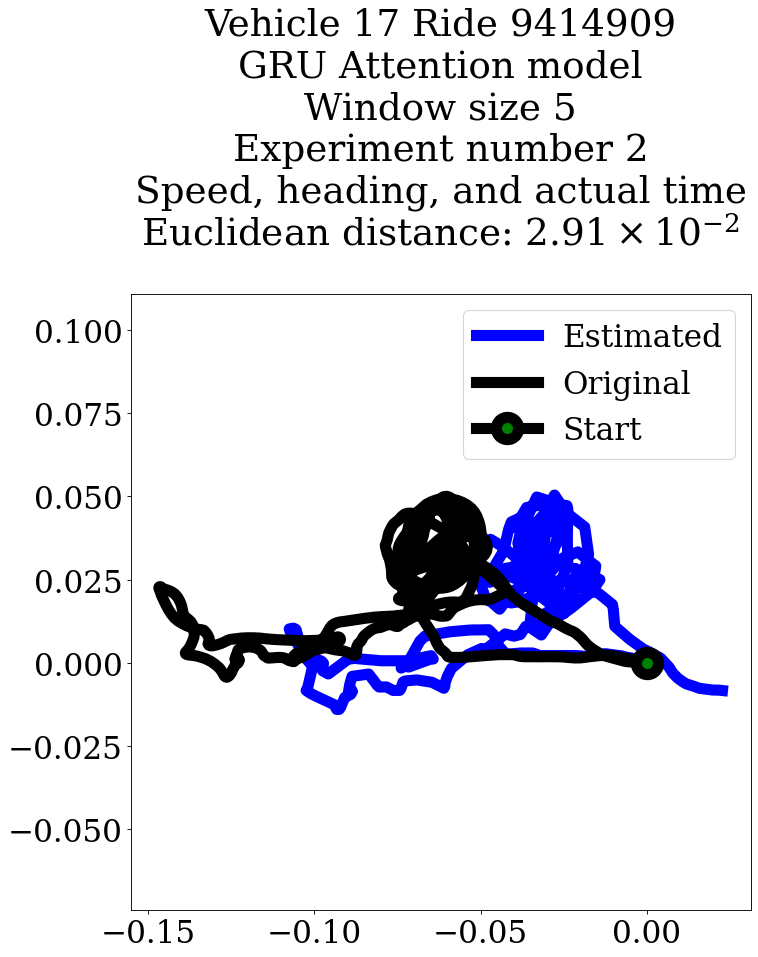 Vehicle 17 Ride 9414909
GRU Attention model
Window size 5
Experiment number 2
Speed, heading, and actual time
Euclidean distance: 2.91 × 10⁻²
Estimated
Original
Start
0.100
0.075
0.050
0.025
0.000
−0.025
−0.050
−0.15
−0.10
−0.05
0.00